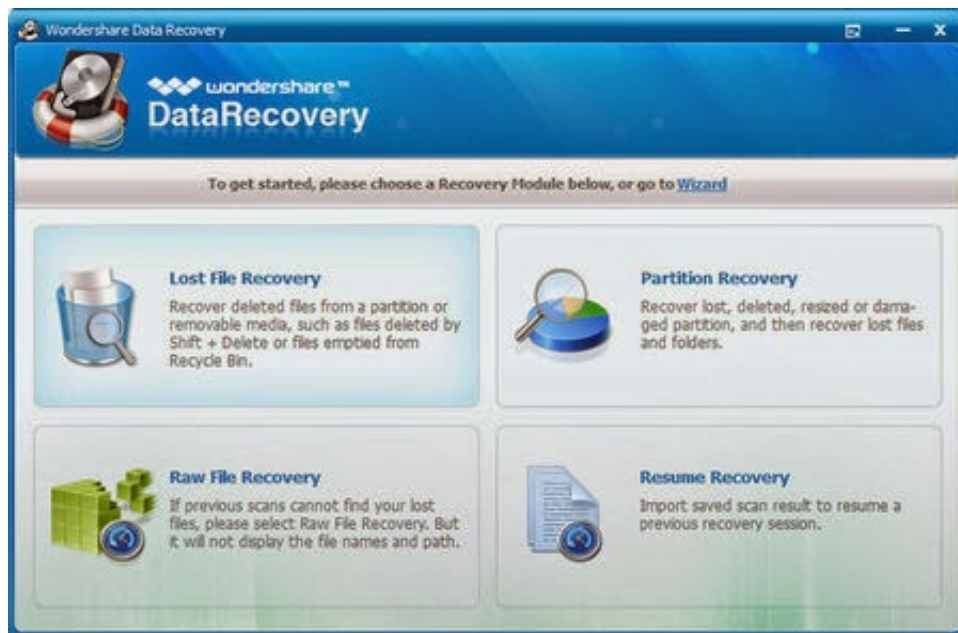 Wondershare Data Recovery
wondershare™
DataRecovery
To get started, please choose a Recovery Module below, or go to Wizard
Lost File Recovery
Recover deleted files from a partition or
removable media, such as files deleted by
Shift + Delete or files emptied from
Recycle Bin.
Partition Recovery
Recover lost, deleted, resized or dama-
ged partition, and then recover lost files
and folders.
Raw File Recovery
If previous scans cannot find your lost
files, please select Raw File Recovery. But
it will not display the file names and path.
Resume Recovery
Import saved scan result to resume a
previous recovery session.